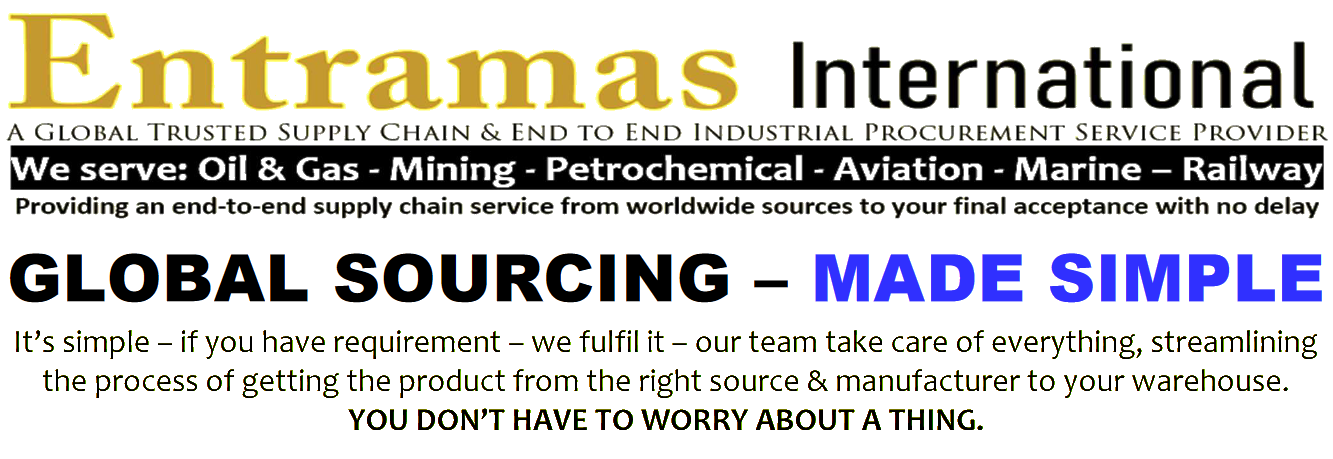 Entramas International
A GLOBAL TRUSTED SUPPLY CHAIN & END TO END INDUSTRIAL PROCUREMENT SERVICE PROVIDER
We serve: Oil & Gas - Mining - Petrochemical - Aviation - Marine – Railway
Providing an end-to-end supply chain service from worldwide sources to your final acceptance with no delay
GLOBAL SOURCING – MADE SIMPLE
It’s simple – if you have requirement – we fulfil it – our team take care of everything, streamlining
the process of getting the product from the right source & manufacturer to your warehouse.
YOU DON’T HAVE TO WORRY ABOUT A THING.